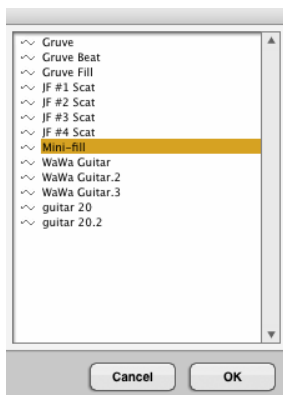 Gruve
Gruve Beat
Gruve Fill
JF #1 Scat
JF #2 Scat
JF #3 Scat
JF #4 Scat
Mini-fill
WaWa Guitar
WaWa Guitar.2
WaWa Guitar.3
guitar 20
guitar 20.2
Cancel OK